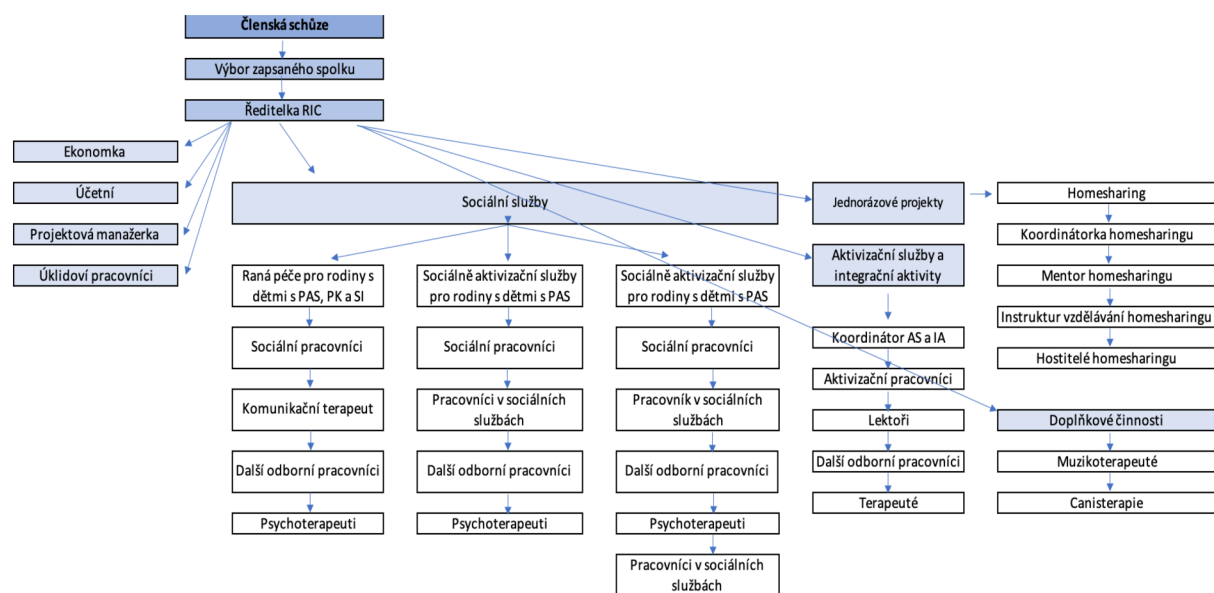 Členská schůze
Výbor zapsaného spolku
Ředitelka RIC
Ekonomka
Účetní
Projektová manažerka
Úklidoví pracovníci
Sociální služby
Raná péče pro rodiny s
dětmi s PAS, PK a SI
Sociální pracovníci
Komunikační terapeut
Další odborní pracovníci
Psychoterapeuti
Sociálně aktivizační služby
pro rodiny s dětmi s PAS
Sociální pracovníci
Pracovníci v sociálních
službách
Další odborní pracovníci
Psychoterapeuti
Sociálně aktivizační služby
pro rodiny s dětmi s PAS
Sociální pracovníci
Pracovník v sociálních
službách
Další odborní pracovníci
Psychoterapeuti
Pracovníci v sociálních
službách
Jednorázové projekty
Aktivizační služby a
integrační aktivity
Koordinátor AS a IA
Aktivizační pracovníci
Lektoři
Další odborní pracovníci
Terapeuté
Homesharing
Koordinátorka homesharingu
Mentor homesharingu
Instruktur vzdělávání homesharingu
Hostitelé homesharingu
Doplňkové činnosti
Muzikoterapeuté
Canisterapie